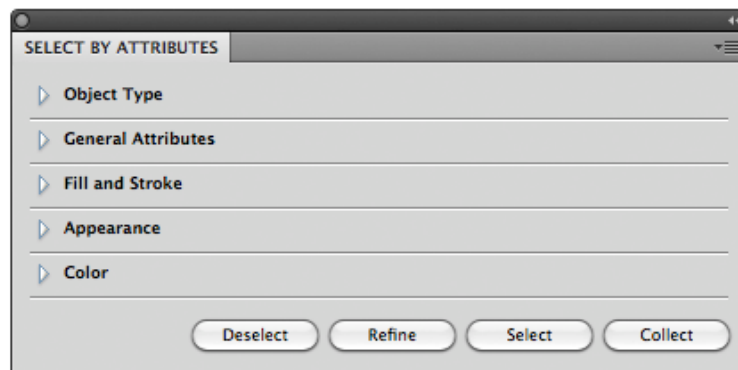 SELECT BY ATTRIBUTES
Object Type
General Attributes
Fill and Stroke
Appearance
Color
Deselect Refine Select Collect